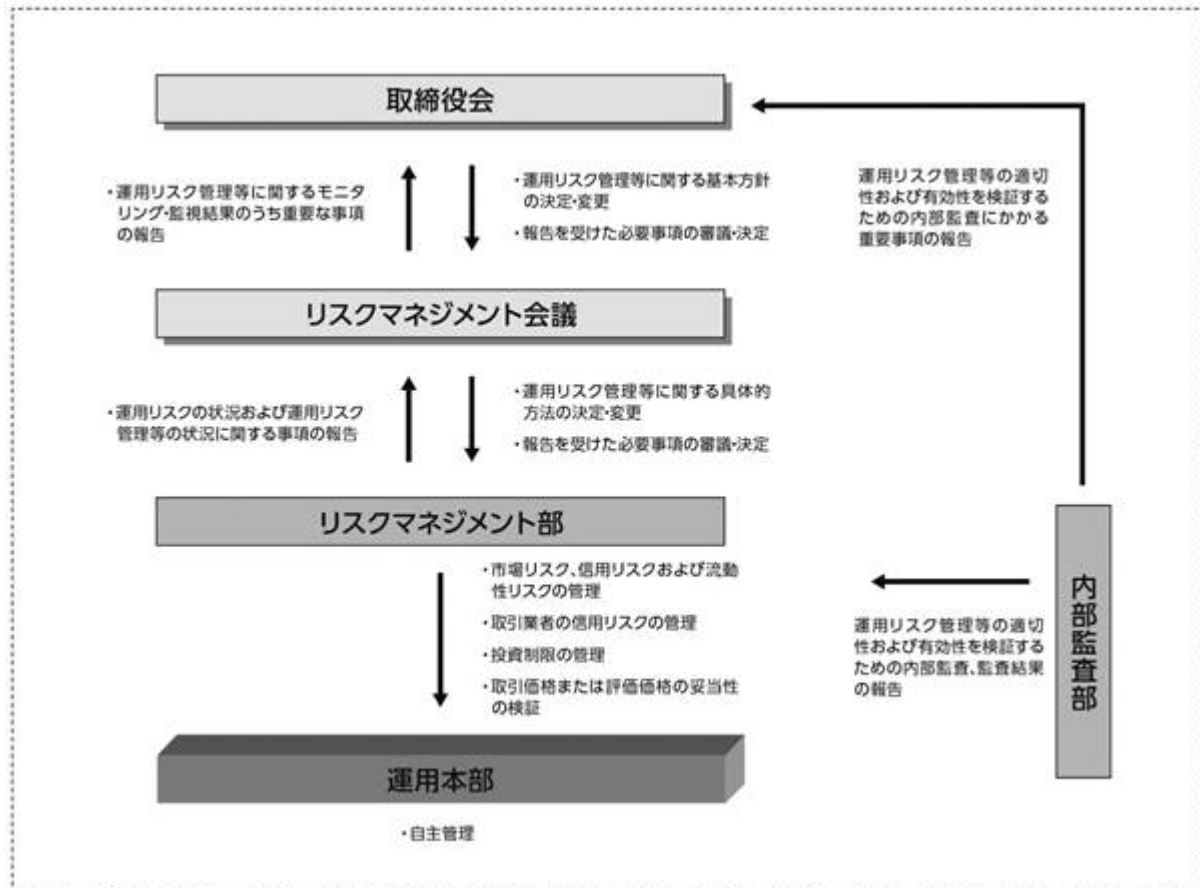 取締役会
・運用リスク管理等に関するモニタ
リング・監視結果のうち重要な事項
の報告
・運用リスク管理等に関する基本方針
の決定・変更
・報告を受けた必要事項の審議・決定
運用リスク管理等の適切
性および有効性を検証する
ための内部監査にかかる
重要事項の報告
リスクマネジメント会議
・運用リスクの状況および運用リスク
管理等の状況に関する事項の報告
・運用リスク管理等に関する具体的
方法の決定・変更
・報告を受けた必要事項の審議・決定
リスクマネジメント部
・市場リスク、信用リスクおよび流動
性リスクの管理
・取引業者の信用リスクの管理
・投資制限の管理
・取引価格または評価価格の妥当性
の検証
運用リスク管理等の適切
性および有効性を検証する
ための内部監査、監査結果
の報告
内部監査部
運用本部
・自主管理